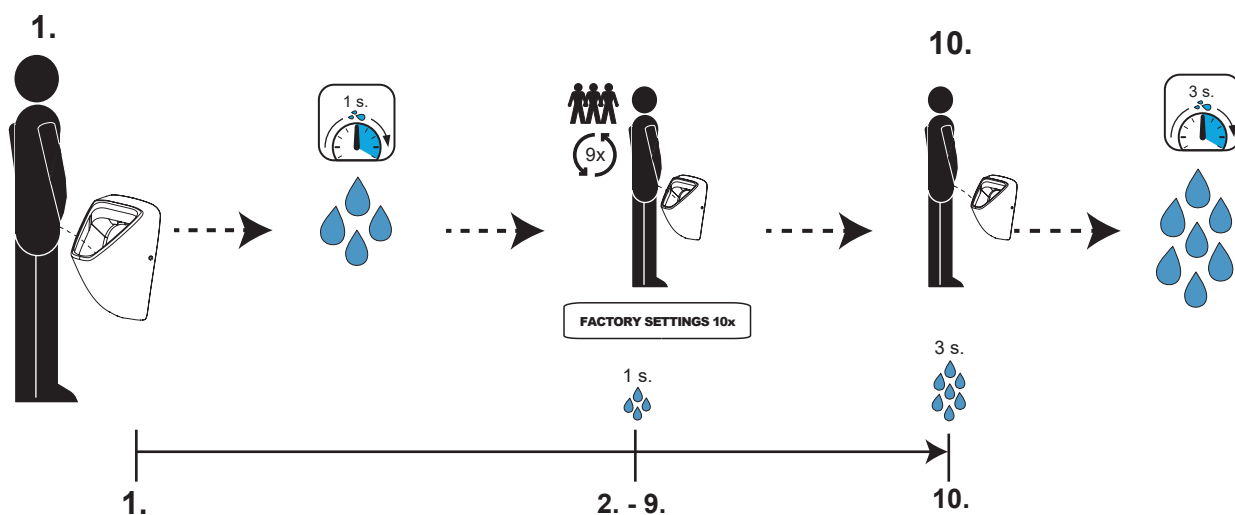 1.
10.
1 s.
3 s.
9x
FACTORY SETTINGS 10x
1 s.
3 s.
1.
2. - 9.
10.